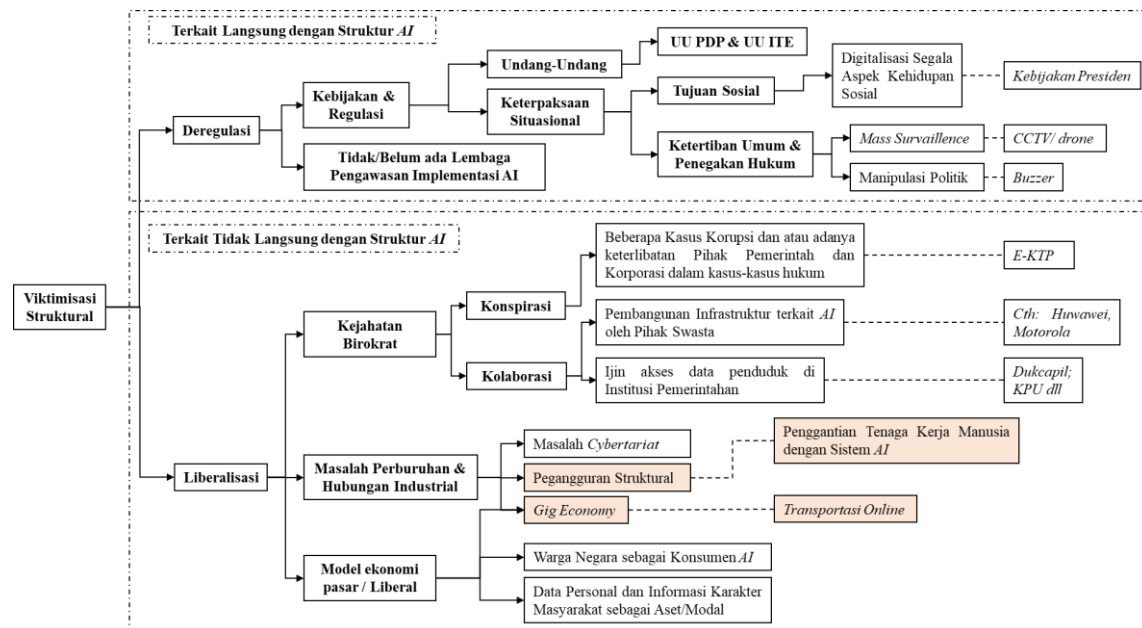 Terkait Langsung dengan Struktur AI
UU PDP & UU ITE
Undang-Undang
Kebijakan &
Regulasi
Keterpaksaan
Situasional
Tujuan Sosial
Digitalisasi Segala
Aspek Kehidupan
Sosial
Kebijakan Presiden
Deregulasi
Tidak/Belum ada Lembaga
Pengawasan Implementasi AI
Ketertiban Umum &
Penegakan Hukum
Mass Survaillence
CCTV/ drone
Manipulasi Politik
Buzzer
Terkait Tidak Langsung dengan Struktur AI
Viktimisasi
Struktural
Kejahatan
Birokrat
Konspirasi
Beberapa Kasus Korupsi dan atau adanya
keterlibatan Pihak Pemerintah dan
Korporasi dalam kasus-kasus hukum
E-KTP
Kolaborasi
Pembangunan Infrastruktur terkait AI
oleh Pihak Swasta
Cth: Huwawei,
Motorola
Ijin akses data penduduk di
Institusi Pemerintahan
Dukcapil;
KPU dll
Liberalisasi
Masalah Perburuhan &
Hubungan Industrial
Masalah Cybertariat
Pegangguran Struktural
Penggantian Tenaga Kerja Manusia
dengan Sistem AI
Gig Economy
Transportasi Online
Model ekonomi
pasar / Liberal
Warga Negara sebagai Konsumen AI
Data Personal dan Informasi Karakter
Masyarakat sebagai Aset/Modal